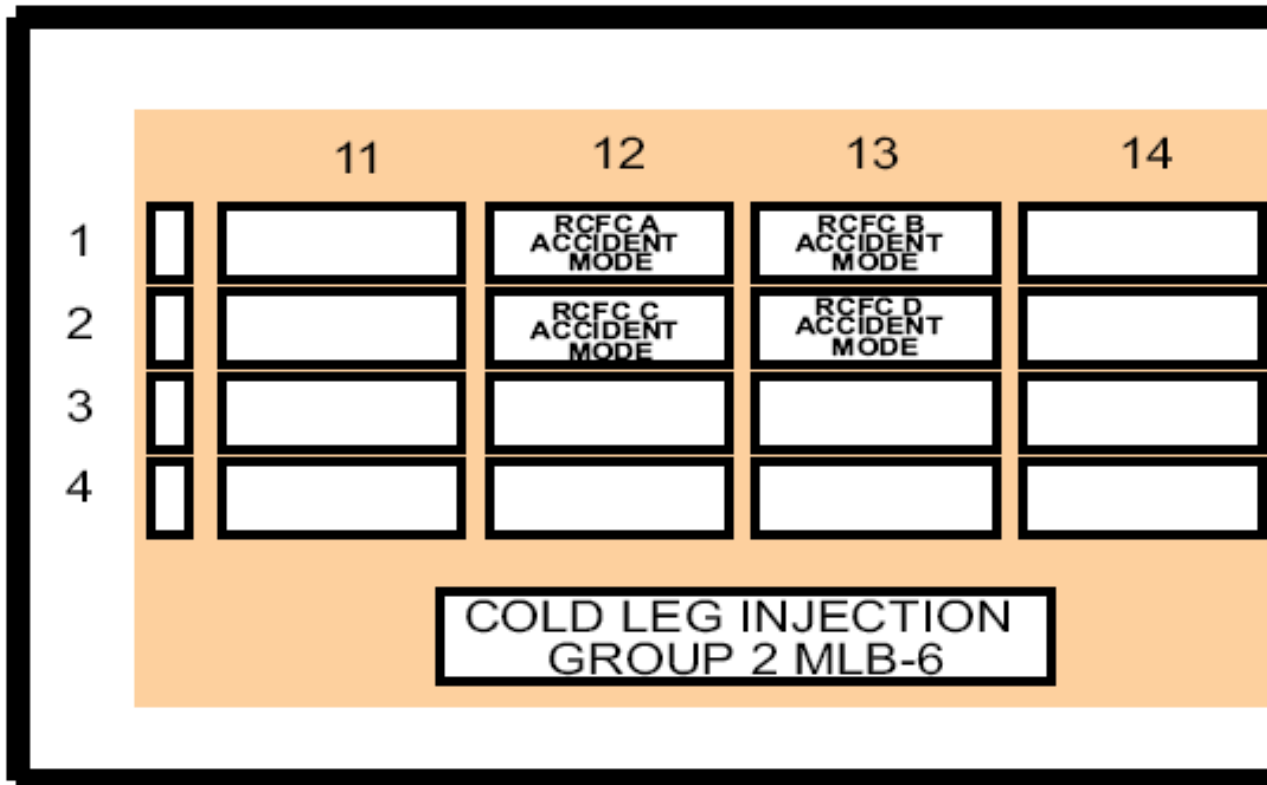 11 12 13 14
1
RCFC A
ACCIDENT
MODE
RCFC B
ACCIDENT
MODE
2
RCFC C
ACCIDENT
MODE
RCFC D
ACCIDENT
MODE
3
4
COLD LEG INJECTION
GROUP 2 MLB-6